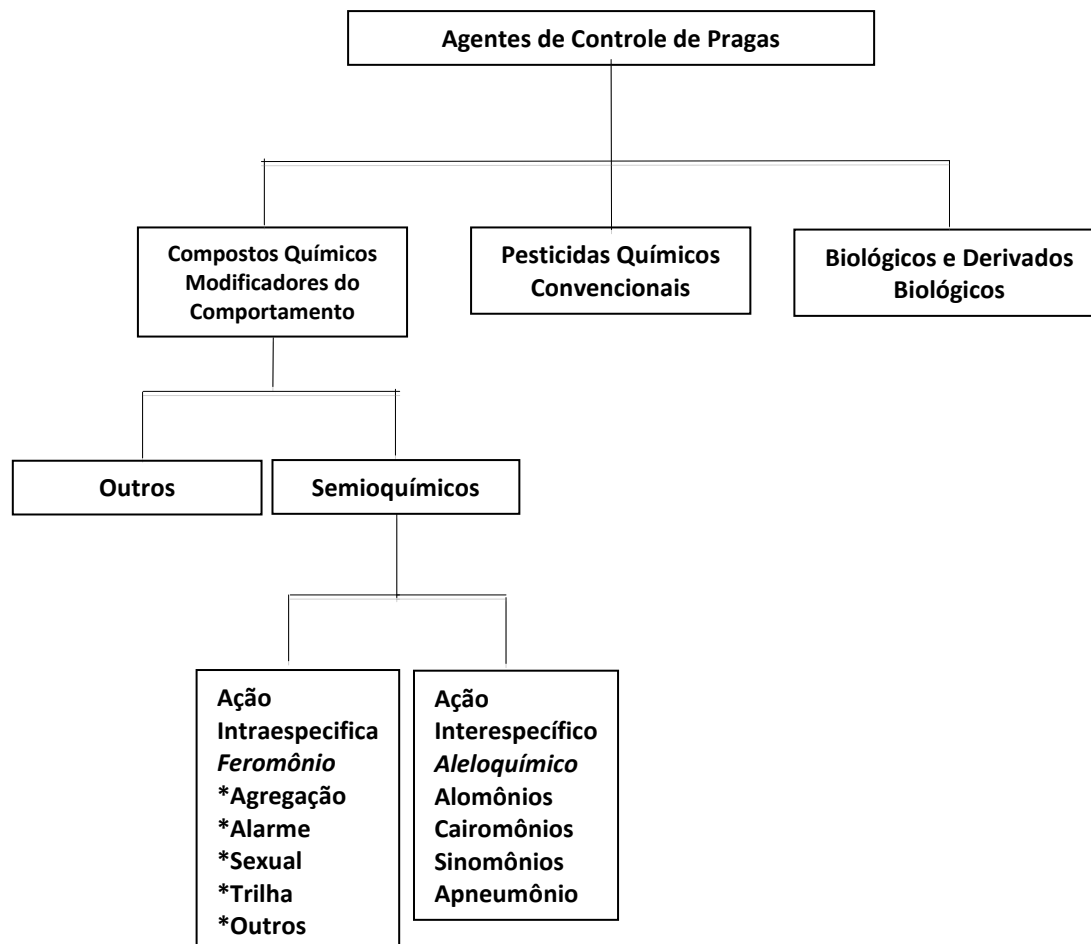 Agentes de Controle de Pragas
Compostos Químicos
Modificadores do
Comportamento
Pesticidas Químicos
Convencionais
Biológicos e Derivados
Biológicos
Outros
Semioquímicos
Ação
Intraespecifica
Feromônio
*Agregação
*Alarme
*Sexual
*Trilha
*Outros
Ação
Interespecífico
Aleloquímico
Alomônios
Cairomônios
Sinomônios
Apneumônio